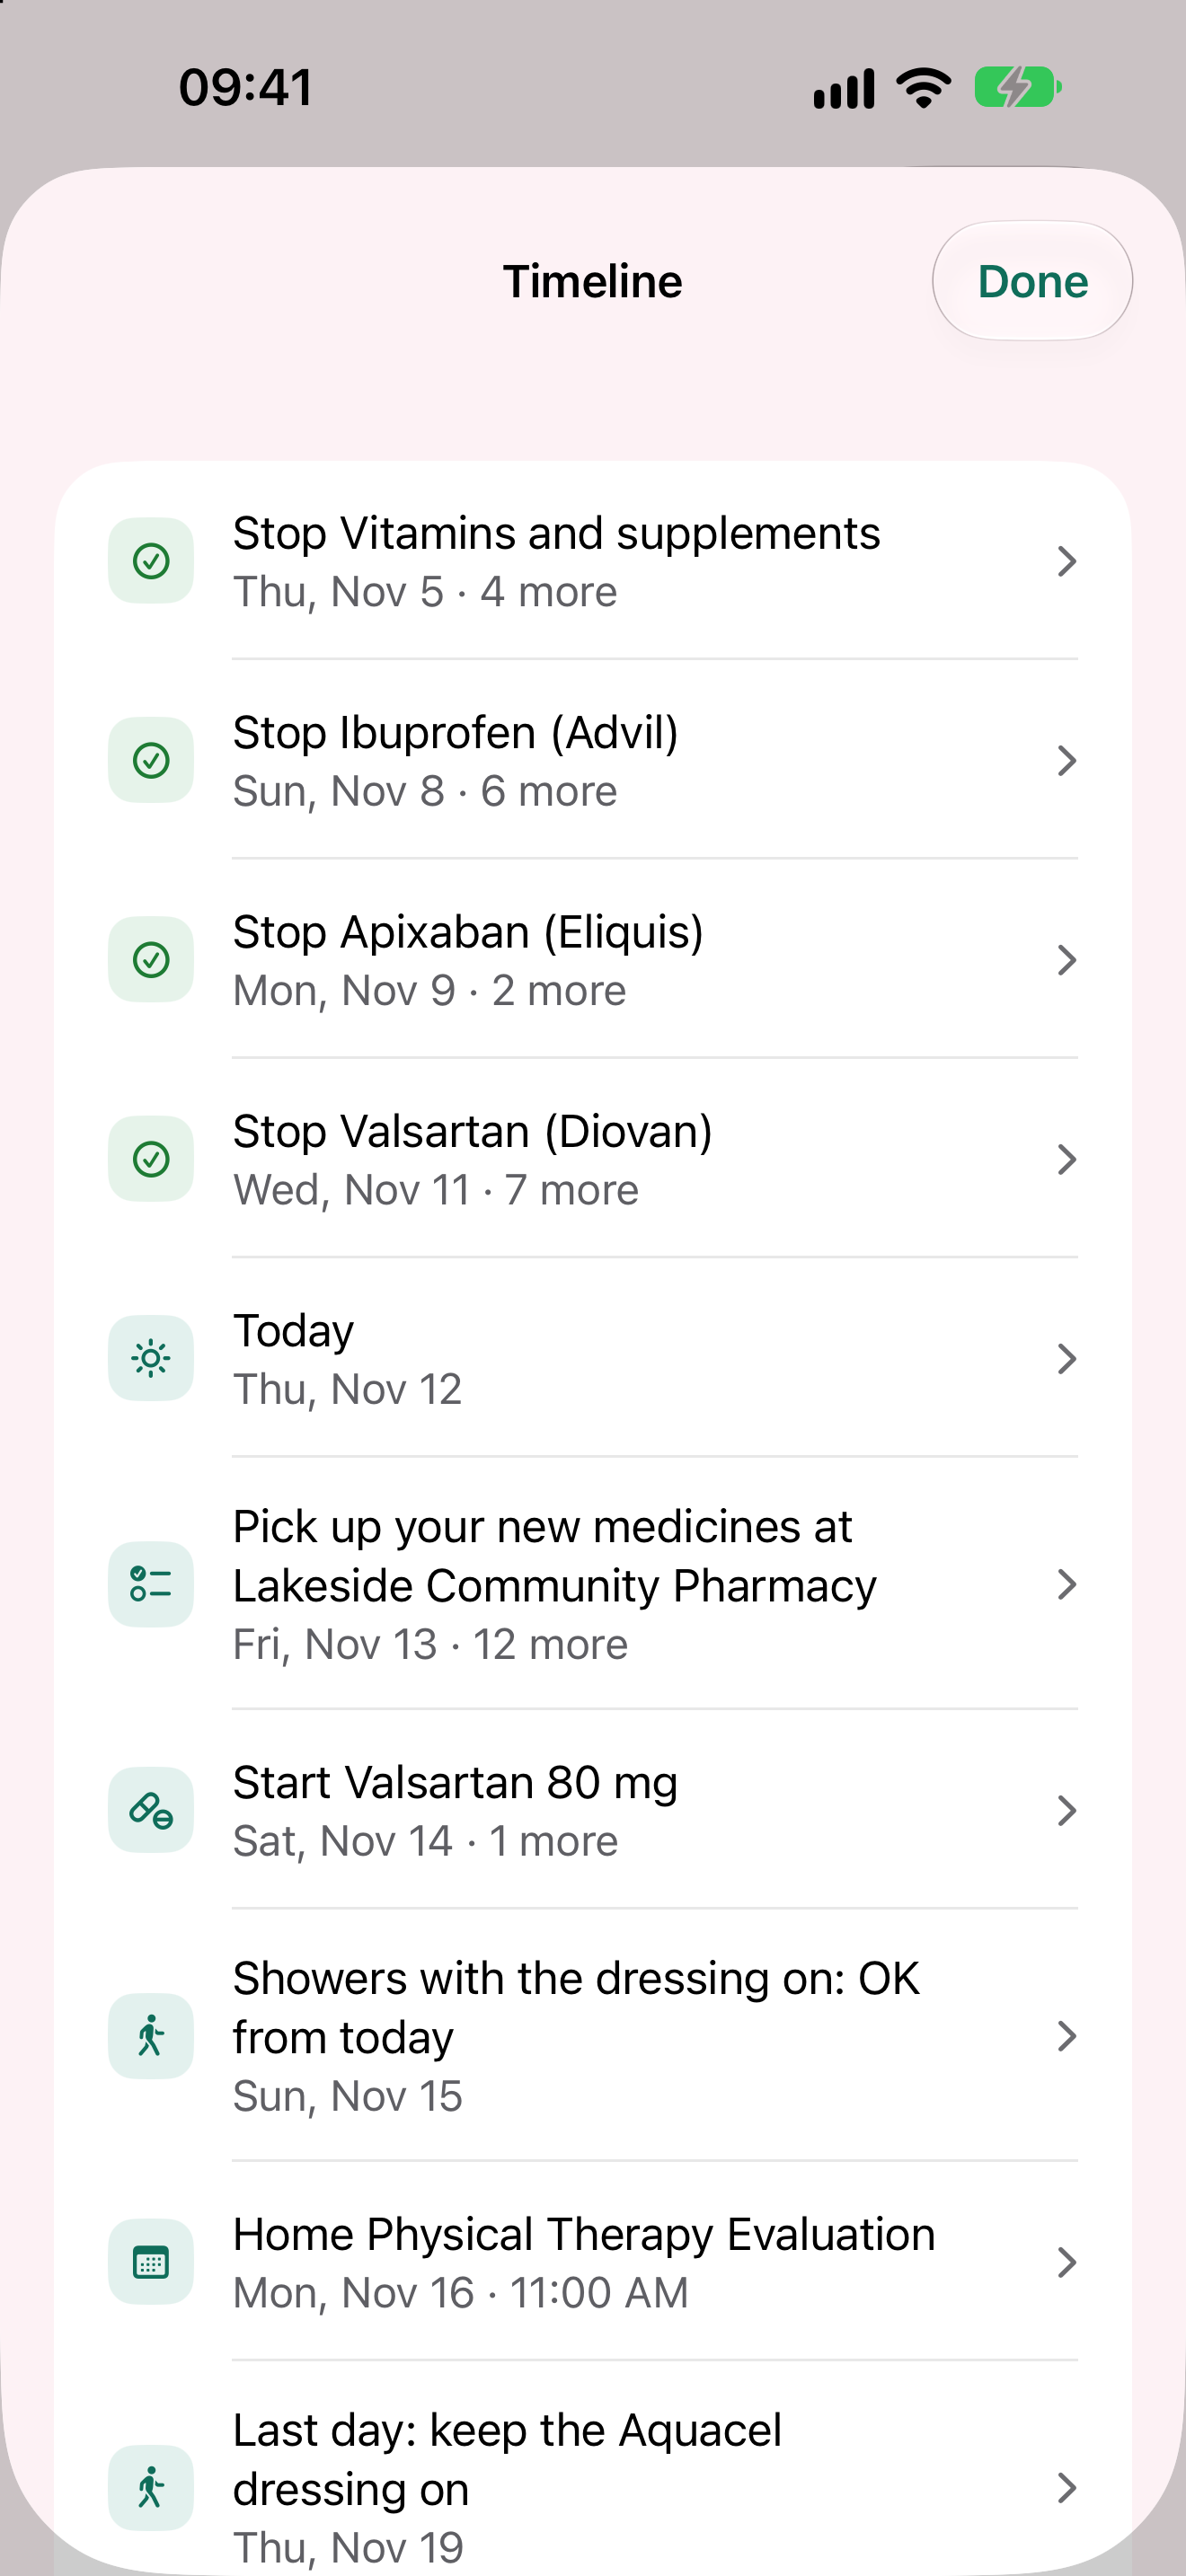 09:41
Timeline
Done
Stop Vitamins and supplements
Thu, Nov 5 · 4 more
Stop Ibuprofen (Advil)
Sun, Nov 8 · 6 more
Stop Apixaban (Eliquis)
Mon, Nov 9 · 2 more
Stop Valsartan (Diovan)
Wed, Nov 11 · 7 more
Today
Thu, Nov 12
Pick up your new medicines at
Lakeside Community Pharmacy
Fri, Nov 13 · 12 more
Start Valsartan 80 mg
Sat, Nov 14 · 1 more
Showers with the dressing on: OK
from today
Sun, Nov 15
Home Physical Therapy Evaluation
Mon, Nov 16 · 11:00 AM
Last day: keep the Aquacel
dressing on
Thu, Nov 19